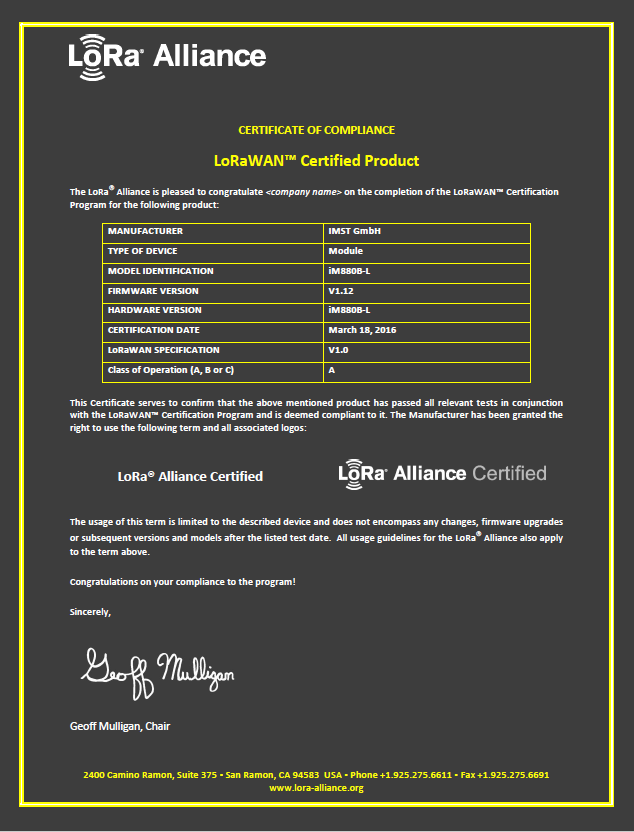 LoRa® Alliance
CERTIFICATE OF COMPLIANCE
LoRaWAN™ Certified Product
The LoRa® Alliance is pleased to congratulate <company name> on the completion of the LoRaWAN™ Certification
Program for the following product:
MANUFACTURER IMST GmbH
TYPE OF DEVICE Module
MODEL IDENTIFICATION iM880B-L
FIRMWARE VERSION V1.12
HARDWARE VERSION iM880B-L
CERTIFICATION DATE March 18, 2016
LoRaWAN SPECIFICATION V1.0
Class of Operation (A, B or C) A
This Certificate serves to confirm that the above mentioned product has passed all relevant tests in conjunction
with the LoRaWAN™ Certification Program and is deemed compliant to it. The Manufacturer has been granted the
right to use the following term and all associated logos:
LoRa® Alliance Certified
LoRa® Alliance Certified
The usage of this term is limited to the described device and does not encompass any changes, firmware upgrades
or subsequent versions and models after the listed test date. All usage guidelines for the LoRa® Alliance also apply
to the term above.
Congratulations on your compliance to the program!
Sincerely,
Geoff Mulligan
Geoff Mulligan, Chair
2400 Camino Ramon, Suite 375 • San Ramon, CA 94583 USA • Phone +1.925.275.6611 • Fax +1.925.275.6691
www.lora-alliance.org